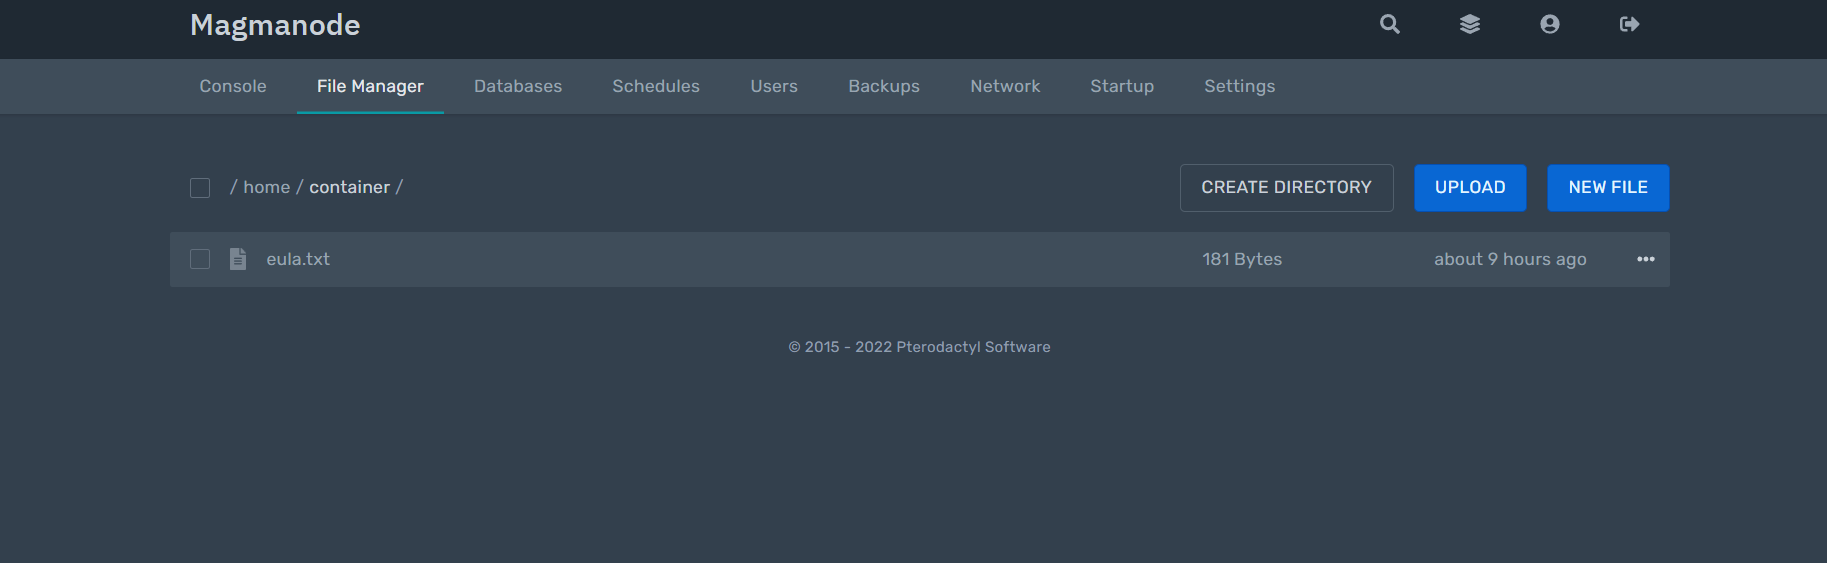 Magmanode
Console File Manager Databases Schedules Users Backups Network Startup Settings
/ home / container / CREATE DIRECTORY UPLOAD NEW FILE
eula.txt 181 Bytes about 9 hours ago
© 2015 - 2022 Pterodactyl Software